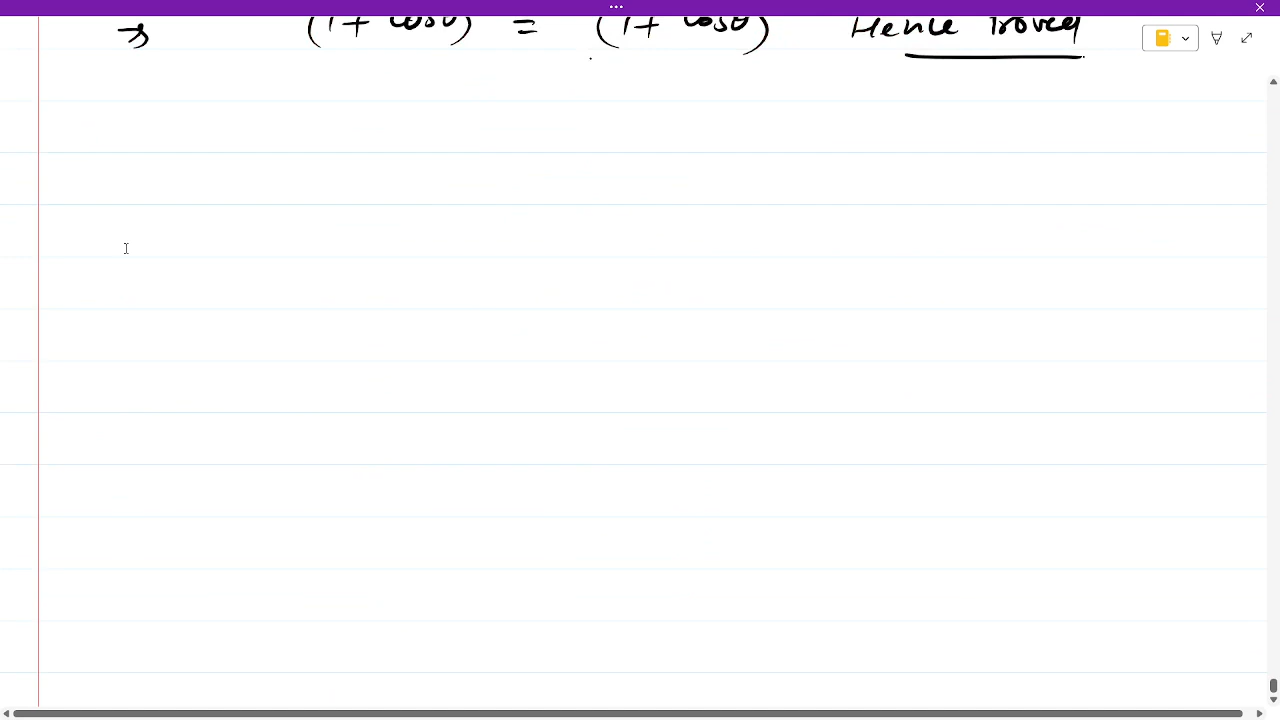 ⇒ (1 + cosθ) = (1 + cosθ) Hence Proved